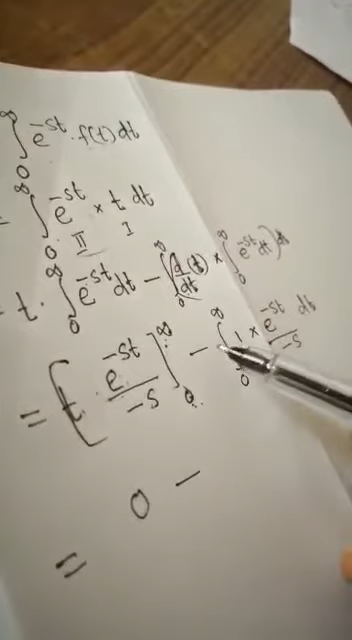 ∫₀^∞ e^-st . f(t) dt
= ∫₀^∞ e^-st × t dt
II I
t. ∫₀^∞ e^-st dt - ∫₀^∞ (d/dt (t) × ∫₀^∞ e^-st dt) dt
= [t. e^-st/-s]₀^∞ - ∫₀^∞ 1 × e^-st/-s dt
0 -
=